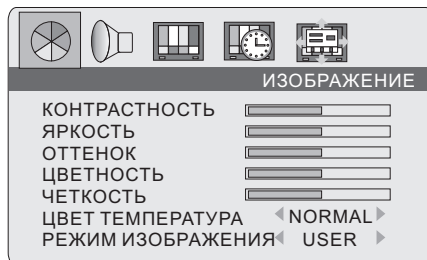 ИЗОБРАЖЕНИЕ
КОНТРАСТНОСТЬ
ЯРКОСТЬ
ОТТЕНОК
ЦВЕТНОСТЬ
ЧЕТКОСТЬ
ЦВЕТ ТЕМПЕРАТУРА NORMAL
РЕЖИМ ИЗОБРАЖЕНИЯ USER